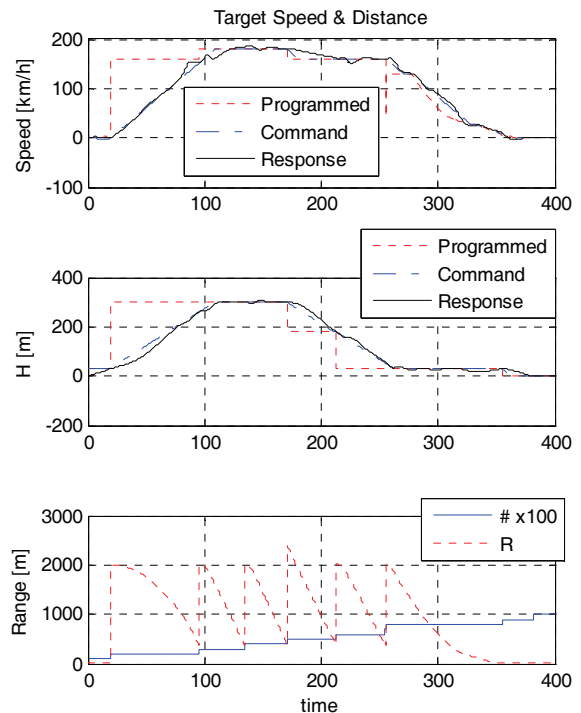 Target Speed & Distance
Speed [km/h]
200
100
0
-100
0 100 200 300 400
Programmed
Command
Response
H [m]
400
200
0
-200
0 100 200 300 400
Programmed
Command
Response
Range [m]
3000
2000
1000
0
0 100 200 300 400
time
# x100
R